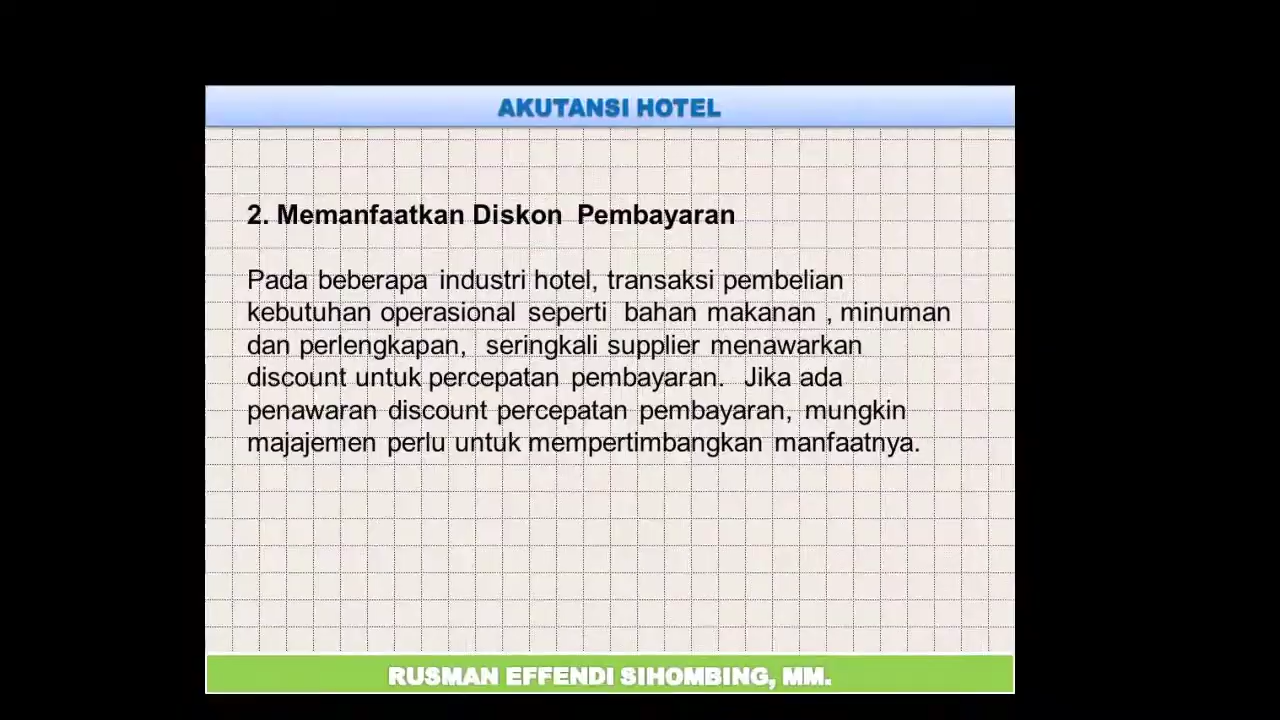 AKUTANSI HOTEL
2. Memanfaatkan Diskon Pembayaran
Pada beberapa industri hotel, transaksi pembelian
kebutuhan operasional seperti bahan makanan , minuman
dan perlengkapan, seringkali supplier menawarkan
discount untuk percepatan pembayaran. Jika ada
penawaran discount percepatan pembayaran, mungkin
majajemen perlu untuk mempertimbangkan manfaatnya.
RUSMAN EFFENDI SIHOMBING, MM.